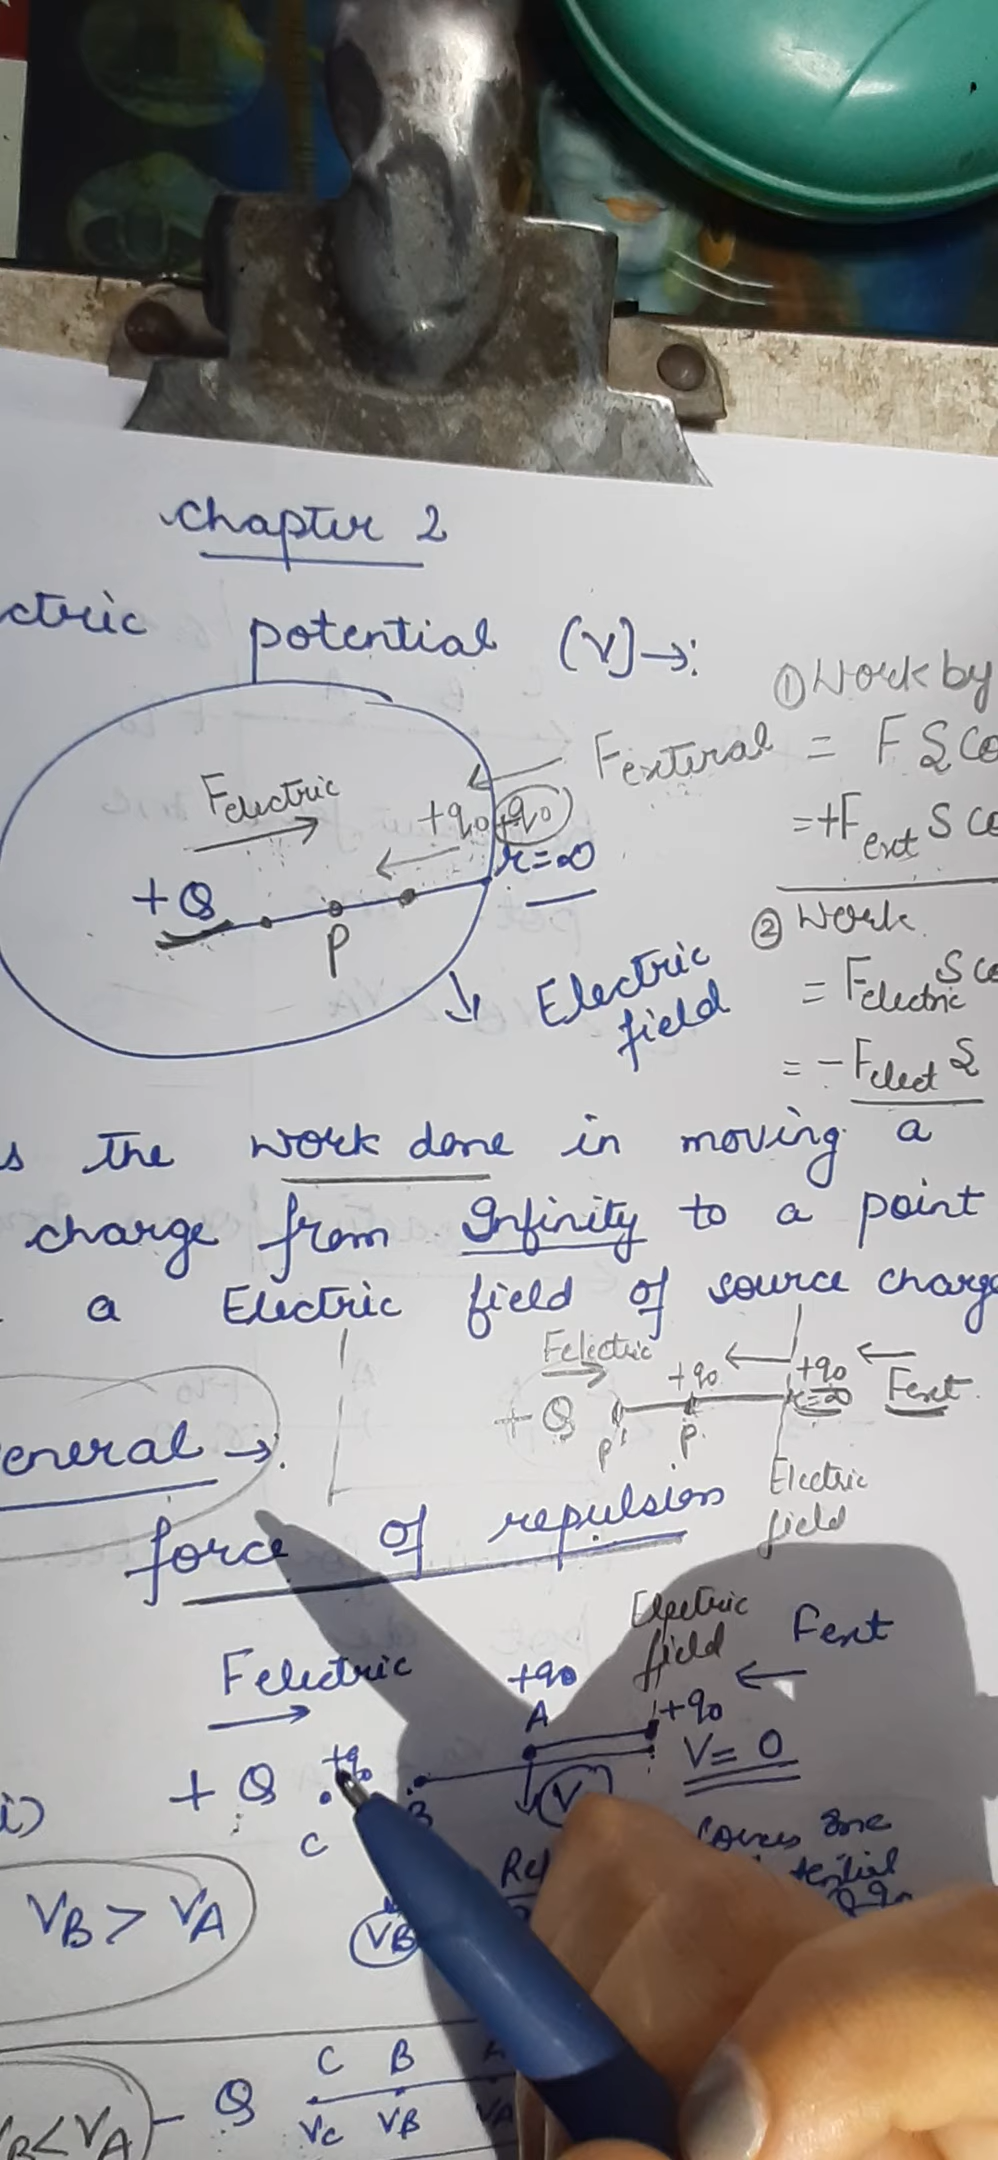 chapter 2
ctric potential (V)→:
① Work by
Fexternal = F S co
= +Fext S co
Felectric
+q0 +q0
r=∞
+Q
P
② Work
= Felectric S co
= -Felect S
Electric
field
s the work done in moving a
charge from Infinity to a point
a Electric field of source charge
Felectric
+q0 +q0
+Q P' P r=∞ Fext
eneral →.
Electric
field
force of repulsion
Electric
field
Fext
Felectric
+q0
A
+q0
V = 0
+ Q +q0
i)
C
B
V
VB > VA
VB
C B
- Q
VC VB VA
B<VA